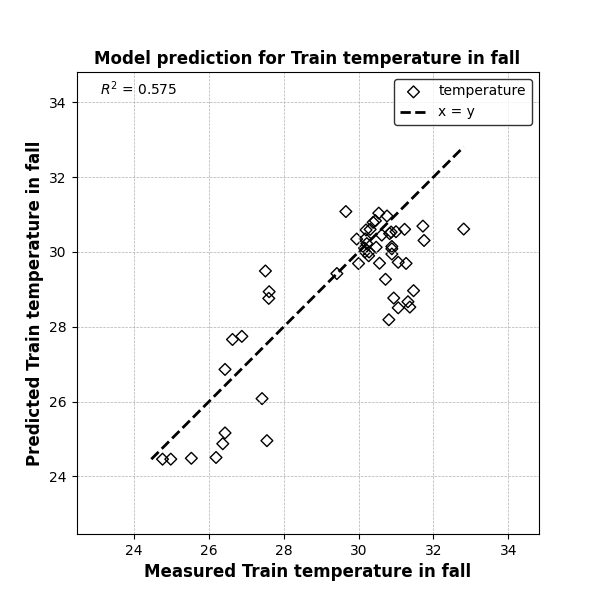 Model prediction for Train temperature in fall
R² = 0.575
temperature
x = y
Predicted Train temperature in fall
34
32
30
28
26
24
24 26 28 30 32 34
Measured Train temperature in fall